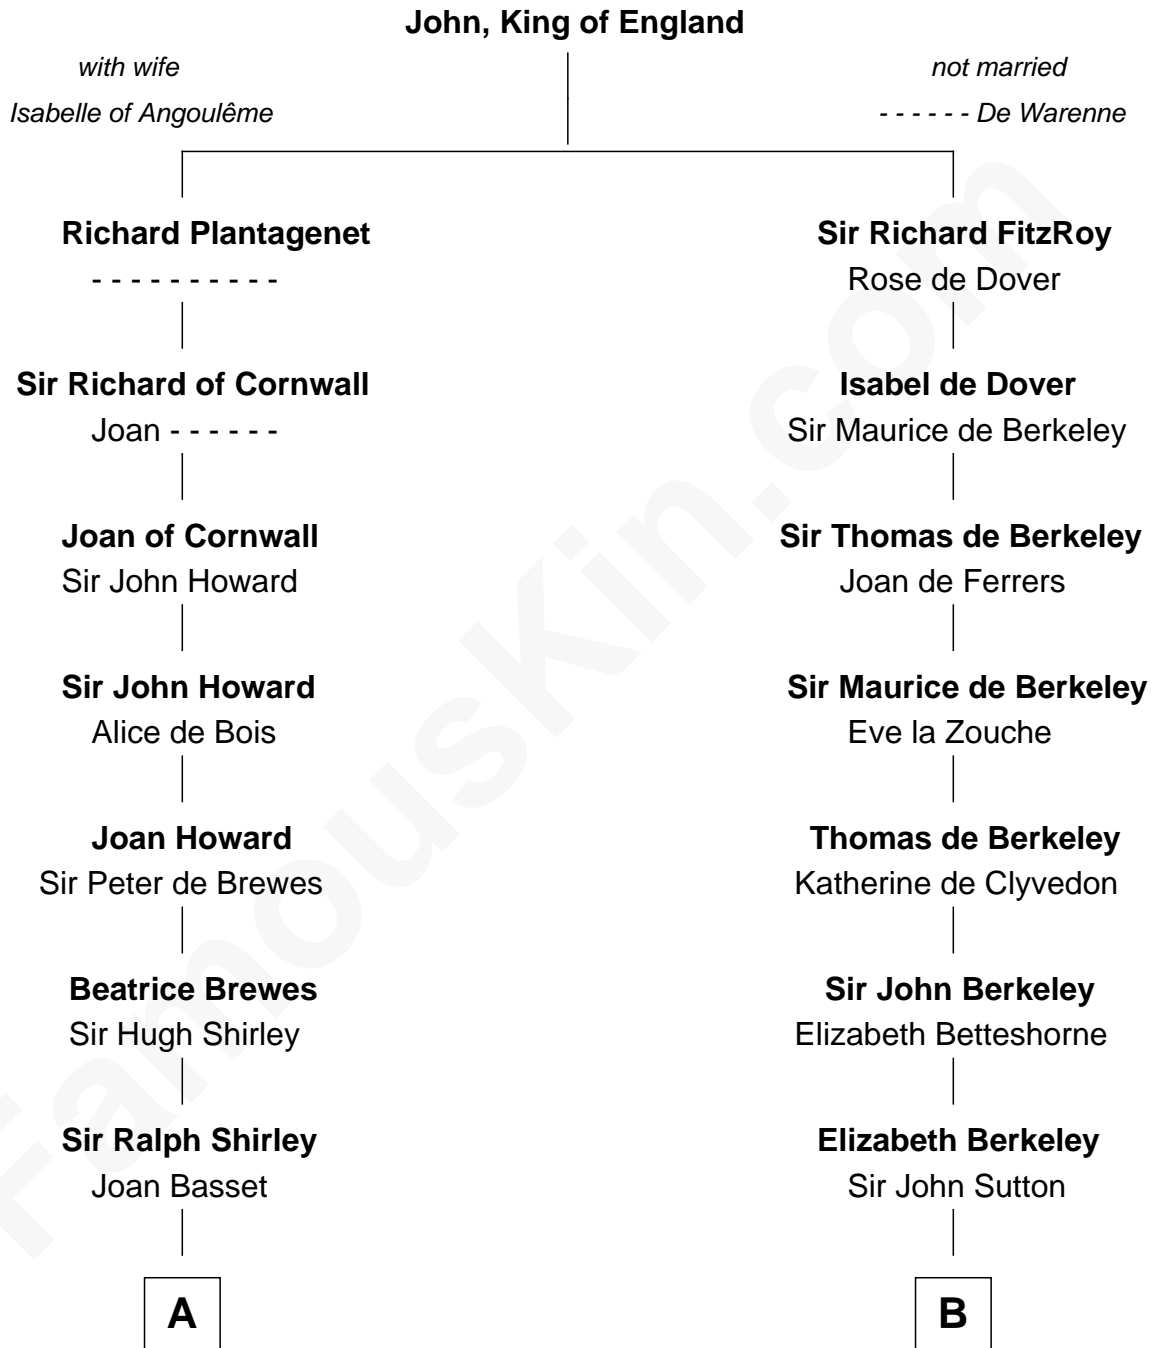 John, King of England
with wife
Isabelle of Angoulême
not married
- - - - - - De Warenne
Richard Plantagenet
- - - - - - - - - -
Sir Richard FitzRoy
Rose de Dover
Sir Richard of Cornwall
Joan - - - - - -
Isabel de Dover
Sir Maurice de Berkeley
Joan of Cornwall
Sir John Howard
Sir Thomas de Berkeley
Joan de Ferrers
Sir John Howard
Alice de Bois
Sir Maurice de Berkeley
Eve la Zouche
Joan Howard
Sir Peter de Brewes
Thomas de Berkeley
Katherine de Clyvedon
Beatrice Brewes
Sir Hugh Shirley
Sir John Berkeley
Elizabeth Betteshorne
Sir Ralph Shirley
Joan Basset
Elizabeth Berkeley
Sir John Sutton
A
B
FamousKin.com